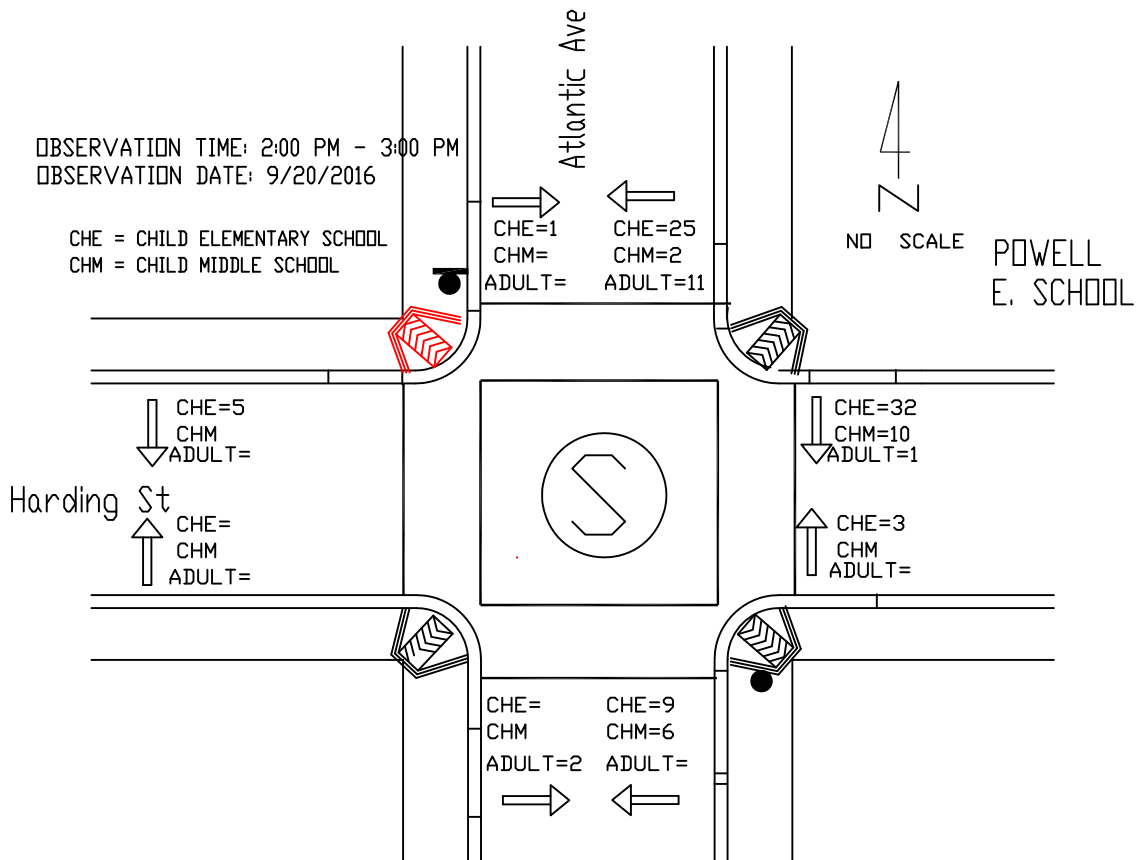 Atlantic Ave
OBSERVATION TIME: 2:00 PM - 3:00 PM
OBSERVATION DATE: 9/20/2016
CHE = CHILD ELEMENTARY SCHOOL
CHM = CHILD MIDDLE SCHOOL
CHE=1
CHM=
ADULT=
CHE=25
CHM=2
ADULT=11
N
NO SCALE
POWELL
E. SCHOOL
CHE=5
CHM
ADULT=
CHE=32
CHM=10
ADULT=1
Harding St
S
CHE=
CHM
ADULT=
CHE=3
CHM
ADULT=
CHE=
CHM
ADULT=2
CHE=9
CHM=6
ADULT=